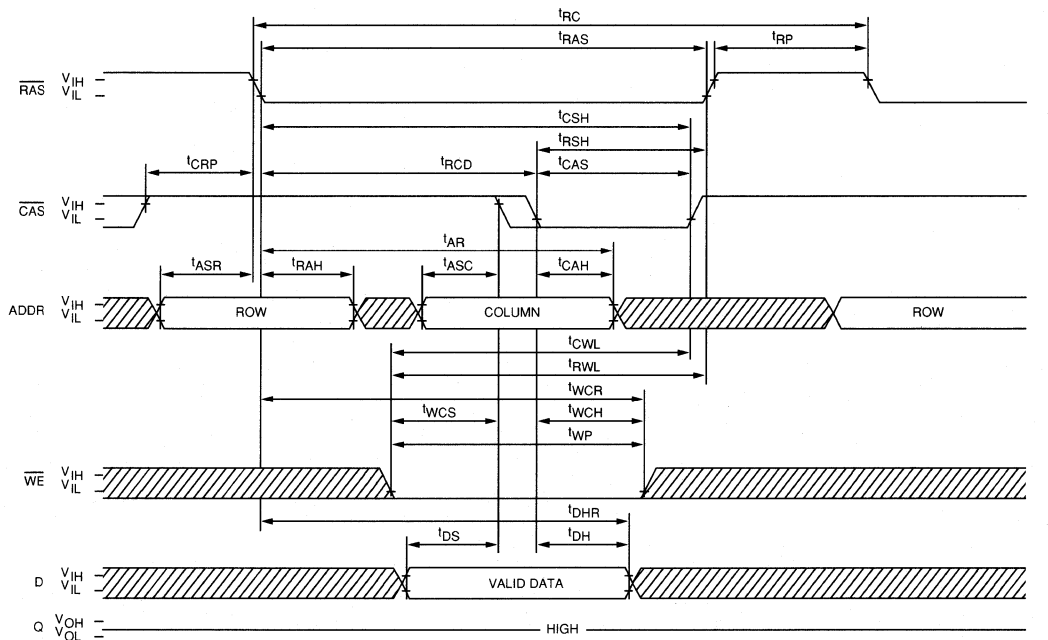 tRC
tRAS
tRP
RAS VIH
VIL
tCSH
tRSH
tCRP
tRCD
tCAS
CAS VIH
VIL
tAR
tASR
tRAH
tASC
tCAH
ADDR VIH
VIL
ROW
COLUMN
ROW
tCWL
tRWL
tWCR
tWCS
tWCH
tWP
WE VIH
VIL
tDHR
tDS
tDH
D VIH
VIL
VALID DATA
Q VOH
VOL
HIGH